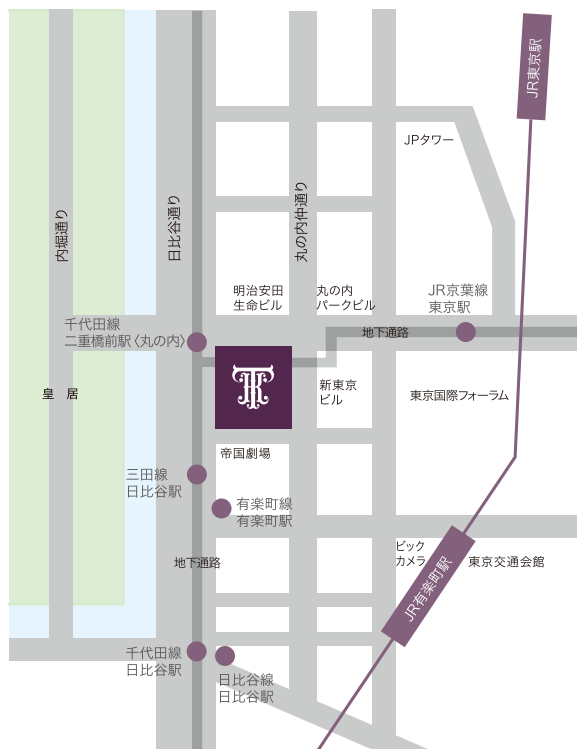 JR東京駅
JPタワー
内堀通り
日比谷通り
丸の内仲通り
明治安田
生命ビル
丸の内
パークビル
JR京葉線
東京駅
千代田線
二重橋前駅〈丸の内〉
地下通路
皇　居
新東京
ビル
東京国際フォーラム
帝国劇場
三田線
日比谷駅
有楽町線
有楽町駅
地下通路
ビック
カメラ
東京交通会館
JR有楽町駅
千代田線
日比谷駅
日比谷線
日比谷駅